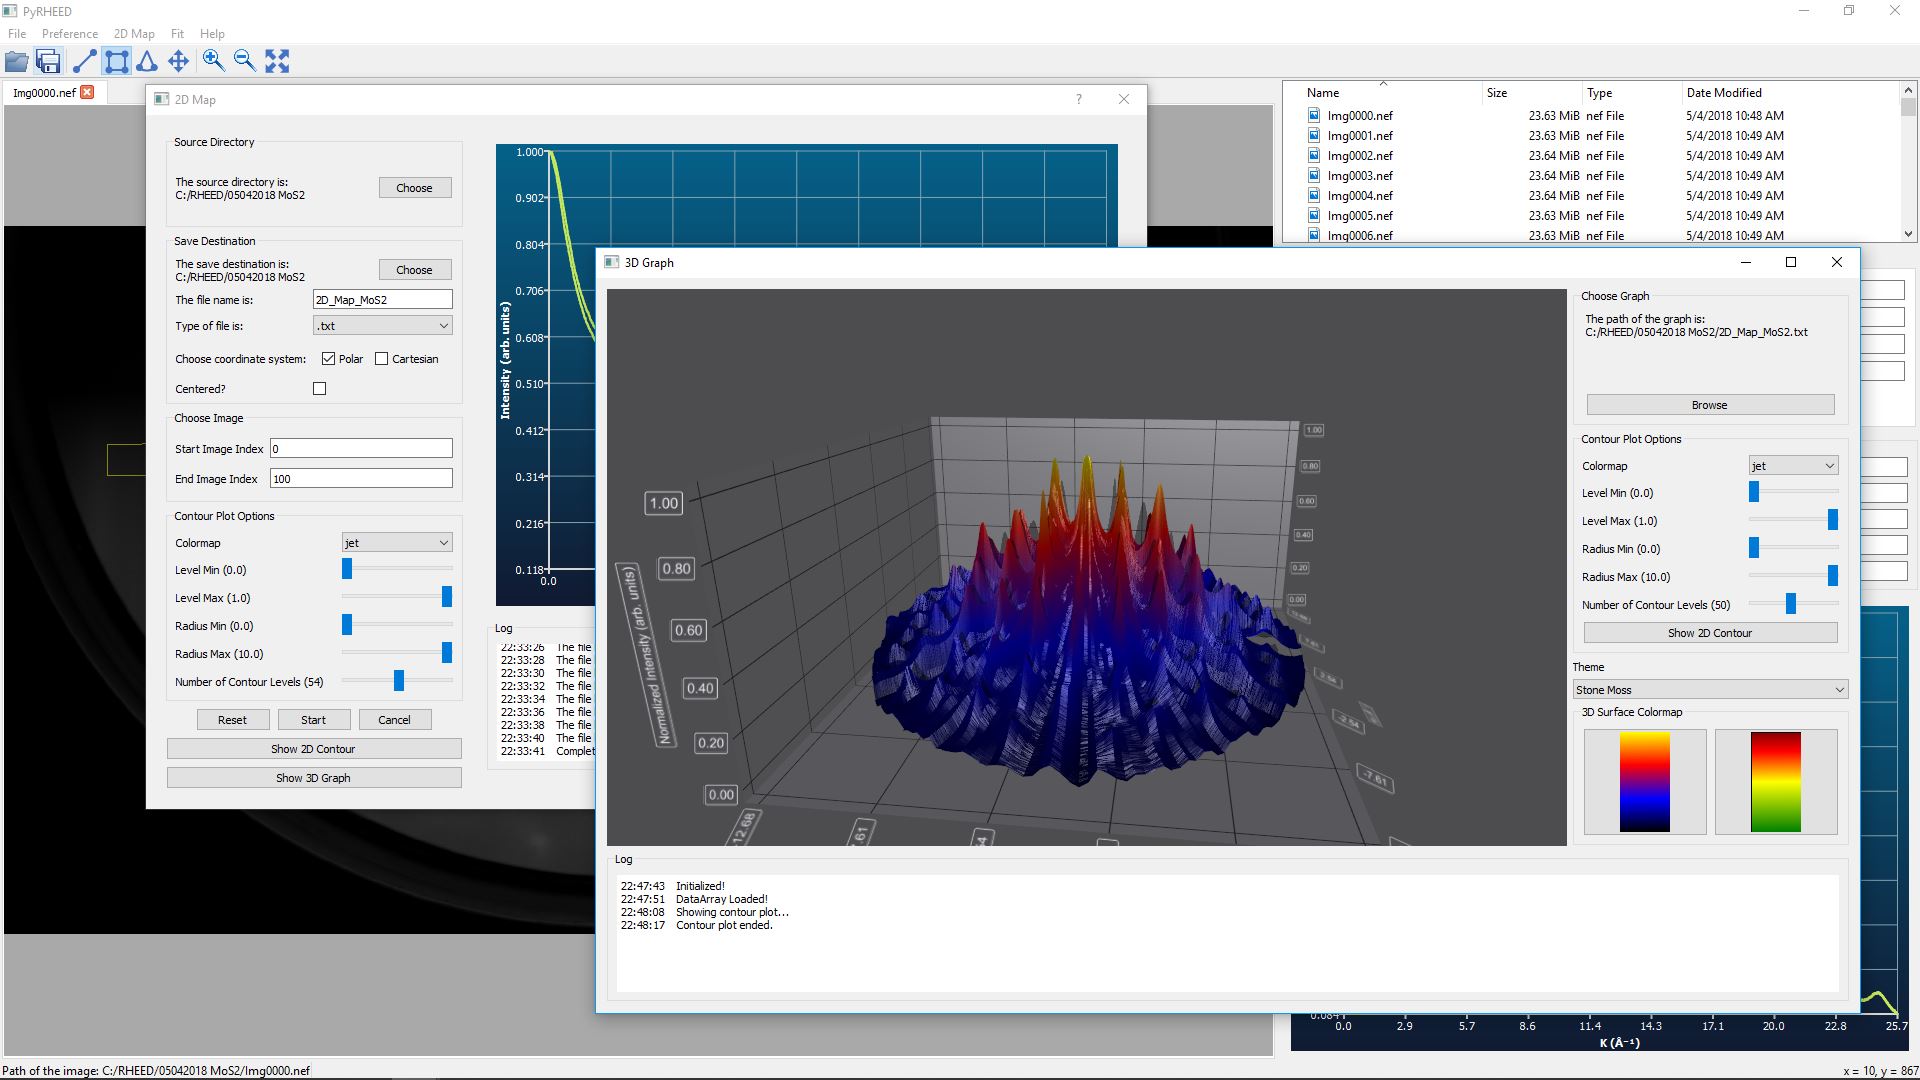 PyRHEED
File Preference 2D Map Fit Help
Img0000.nef
2D Map
?
Source Directory
The source directory is:
C:/RHEED/05042018 MoS2
Choose
Save Destination
The save destination is:
C:/RHEED/05042018 MoS2
Choose
The file name is: 2D_Map_MoS2
Type of file is: .txt
Choose coordinate system: Polar Cartesian
Centered?
Choose Image
Start Image Index 0
End Image Index 100
Contour Plot Options
Colormap jet
Level Min (0.0)
Level Max (1.0)
Radius Min (0.0)
Radius Max (10.0)
Number of Contour Levels (54)
Reset Start Cancel
Show 2D Contour
Show 3D Graph
Intensity (arb. units)
1.000
0.902
0.804
0.706
0.608
0.510
0.412
0.314
0.216
0.118
0.0
Log
22:33:26 The file
22:33:28 The file
22:33:30 The file
22:33:32 The file
22:33:34 The file
22:33:36 The file
22:33:38 The file
22:33:40 The file
22:33:41 Complet
Name Size Type Date Modified
Img0000.nef 23.63 MiB nef File 5/4/2018 10:48 AM
Img0001.nef 23.63 MiB nef File 5/4/2018 10:49 AM
Img0002.nef 23.64 MiB nef File 5/4/2018 10:49 AM
Img0003.nef 23.64 MiB nef File 5/4/2018 10:49 AM
Img0004.nef 23.64 MiB nef File 5/4/2018 10:49 AM
Img0005.nef 23.63 MiB nef File 5/4/2018 10:49 AM
Img0006.nef 23.63 MiB nef File 5/4/2018 10:49 AM
3D Graph
Normalized Intensity (arb. units)
1.00
0.80
0.60
0.40
0.20
0.00
1.00
0.80
0.60
0.40
0.20
0.00
-2.54
-7.61
12.68
.61
Choose Graph
The path of the graph is:
C:/RHEED/05042018 MoS2/2D_Map_MoS2.txt
Browse
Contour Plot Options
Colormap jet
Level Min (0.0)
Level Max (1.0)
Radius Min (0.0)
Radius Max (10.0)
Number of Contour Levels (50)
Show 2D Contour
Theme
Stone Moss
3D Surface Colormap
Log
22:47:43 Initialized!
22:47:51 DataArray Loaded!
22:48:08 Showing contour plot...
22:48:17 Contour plot ended.
0.084
0.0 2.9 5.7 8.6 11.4 14.3 17.1 20.0 22.8 25.7
K (Å⁻¹)
Path of the image: C:/RHEED/05042018 MoS2/Img0000.nef
x = 10, y = 867